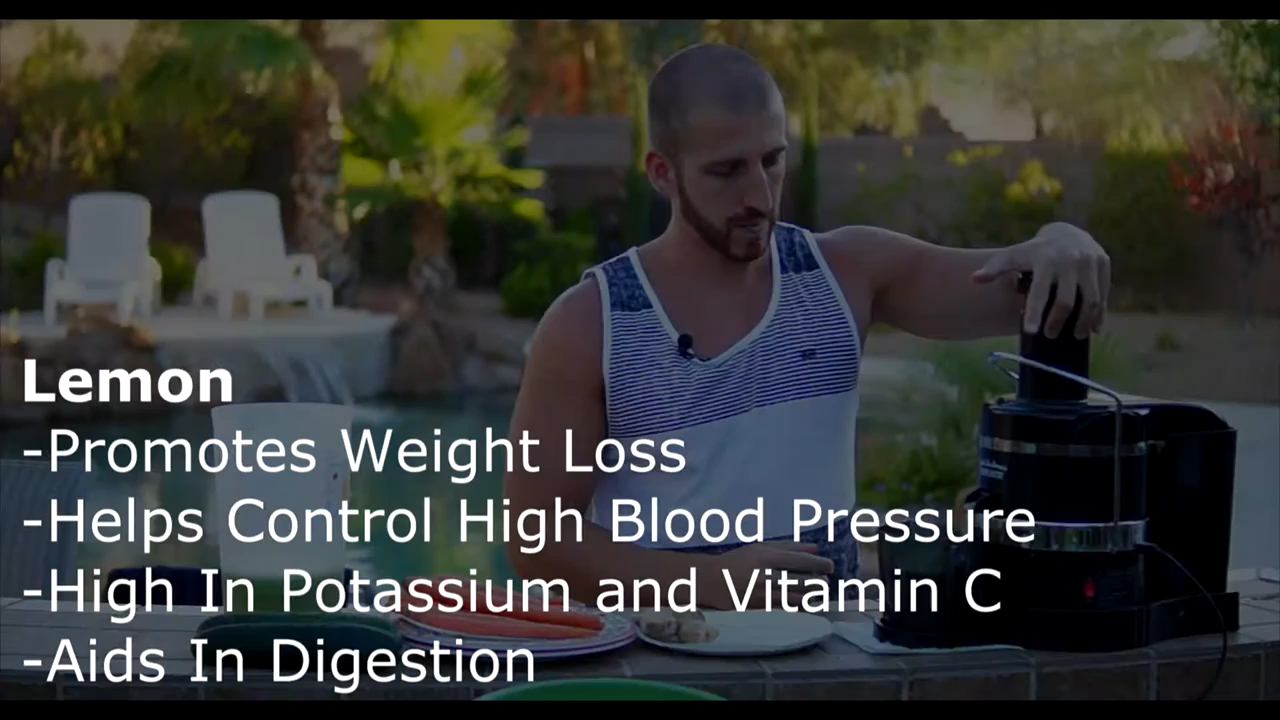 Lemon
-Promotes Weight Loss
-Helps Control High Blood Pressure
-High In Potassium and Vitamin C
-Aids In Digestion